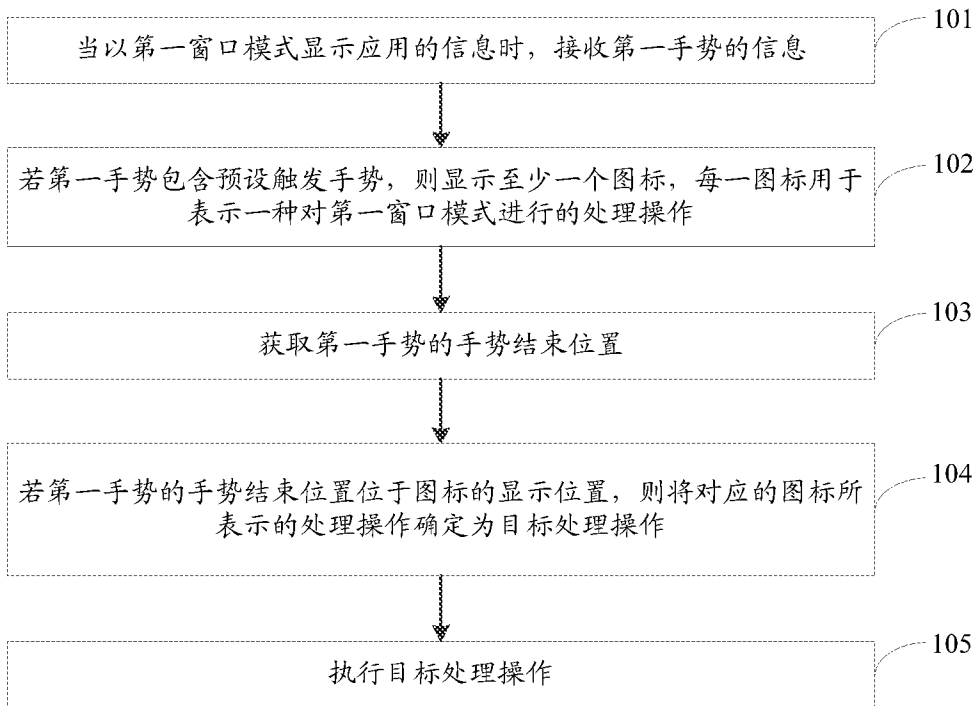 101
当以第一窗口模式显示应用的信息时，接收第一手势的信息
102
若第一手势包含预设触发手势，则显示至少一个图标，每一图标用于
表示一种对第一窗口模式进行的处理操作
103
获取第一手势的手势结束位置
104
若第一手势的手势结束位置位于图标的显示位置，则将对应的图标所
表示的处理操作确定为目标处理操作
105
执行目标处理操作